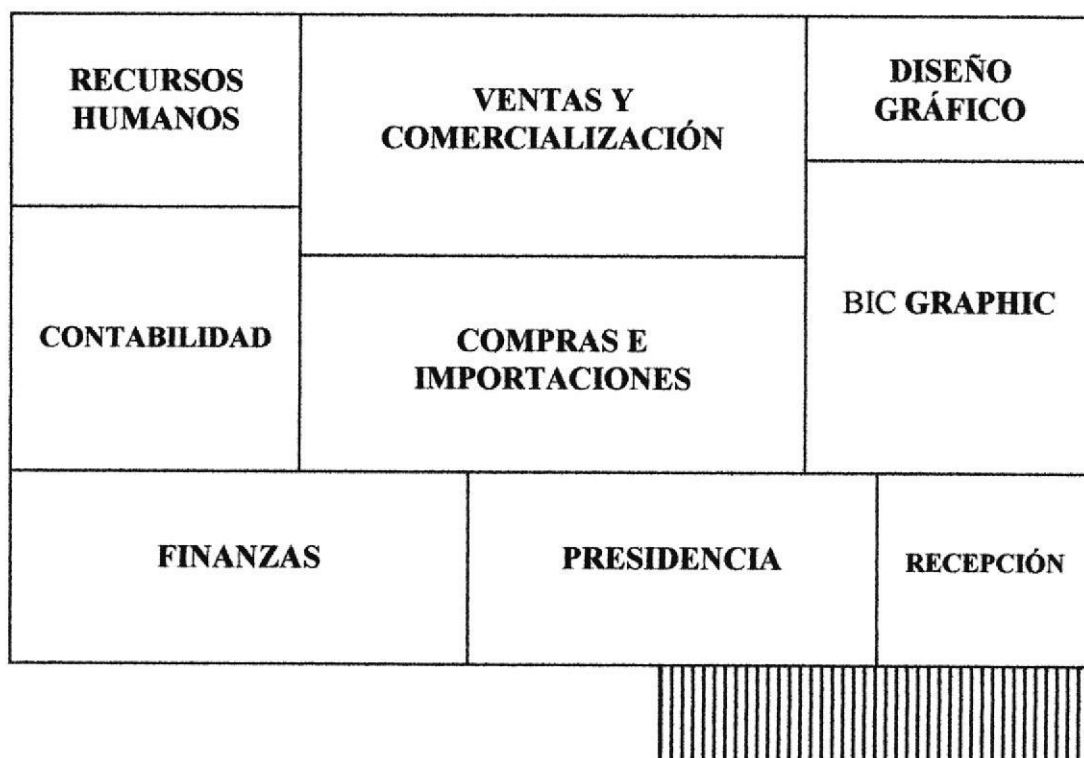 RECURSOS
HUMANOS
VENTAS Y
COMERCIALIZACIÓN
DISEÑO
GRÁFICO
CONTABILIDAD
COMPRAS E
IMPORTACIONES
BIC GRAPHIC
FINANZAS
PRESIDENCIA
RECEPCIÓN